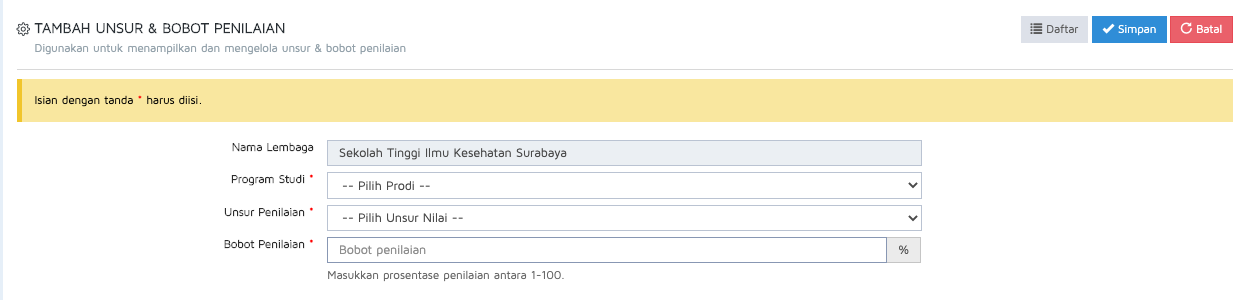 TAMBAH UNSUR & BOBOT PENILAIAN
Digunakan untuk menampilkan dan mengelola unsur & bobot penilaian
Daftar
Simpan
Batal
Isian dengan tanda * harus diisi.
Nama Lembaga
Sekolah Tinggi Ilmu Kesehatan Surabaya
Program Studi *
-- Pilih Prodi --
Unsur Penilaian *
-- Pilih Unsur Nilai --
Bobot Penilaian *
Bobot penilaian
%
Masukkan prosentase penilaian antara 1-100.